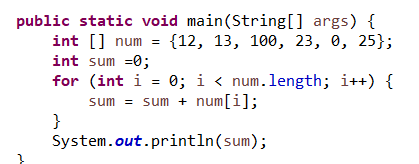 public static void main(String[] args) {
    int [] num = {12, 13, 100, 23, 0, 25};
    int sum =0;
    for (int i = 0; i < num.length; i++) {
        sum = sum + num[i];
    }
    System.out.println(sum);
}